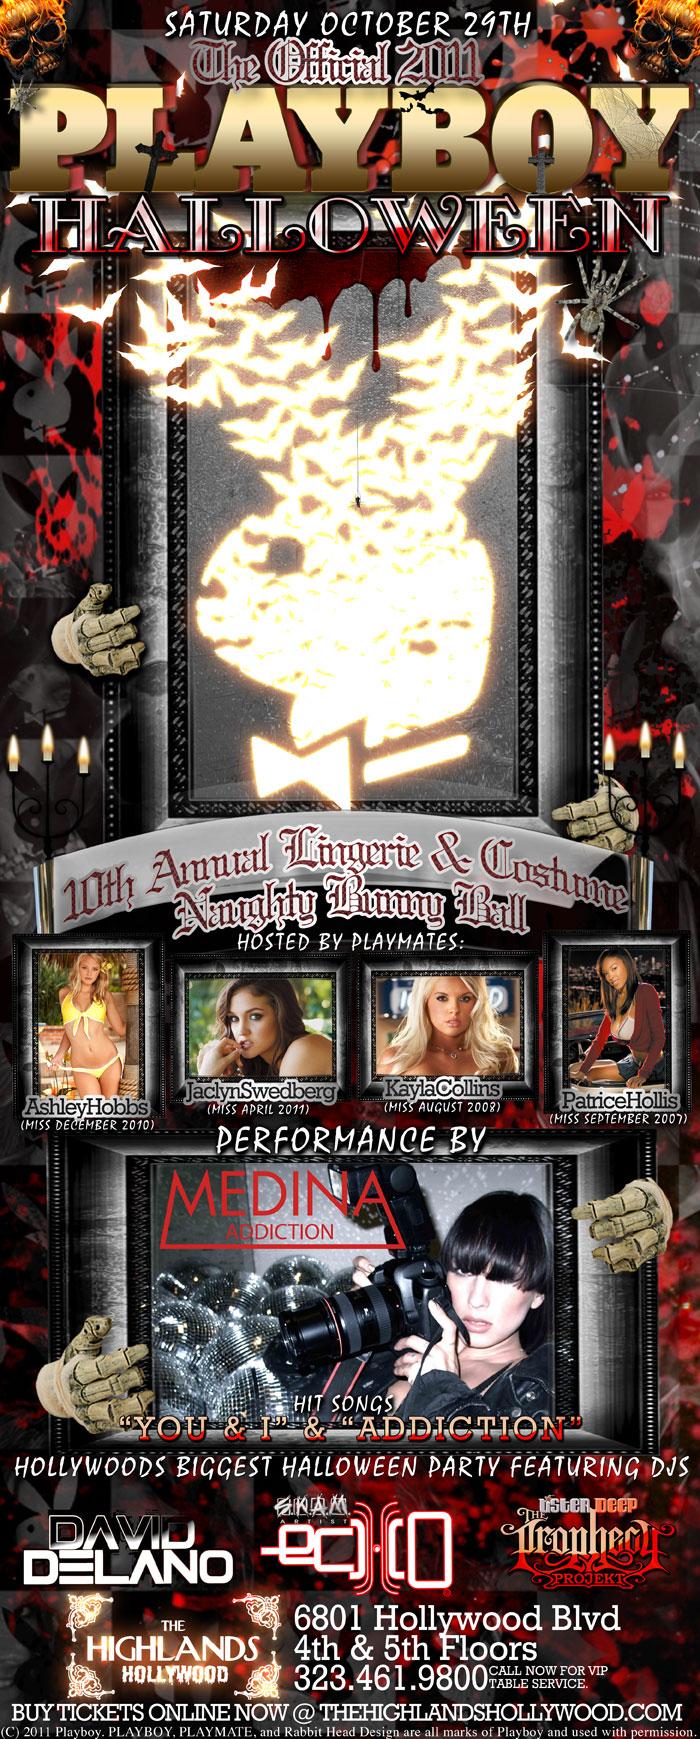 SATURDAY OCTOBER 29TH
The Official 2011
PLAYBOY
HALLOWEEN
10th Annual Lingerie & Costume
Naughty Bunny Ball
HOSTED BY PLAYMATES:
AshleyHobbs
(MISS DECEMBER 2010)
JaclynSwedberg
(MISS APRIL 2011)
KaylaCollins
(MISS AUGUST 2008)
PatriceHollis
(MISS SEPTEMBER 2007)
PERFORMANCE BY
MEDINA
ADDICTION
HIT SONGS
"YOU & I" & "ADDICTION"
HOLLYWOODS BIGGEST HALLOWEEN PARTY FEATURING DJS
DAVID
DELANO
SKAM
ARTIST
USTER DEEP
THE
Prophecy
PROJEKT
THE
HIGHLANDS
HOLLYWOOD
6801 Hollywood Blvd
4th & 5th Floors
323.461.9800
CALL NOW FOR VIP
TABLE SERVICE.
BUY TICKETS ONLINE NOW @ THEHIGHLANDSHOLLYWOOD.COM
(C) 2011 Playboy. PLAYBOY, PLAYMATE, and Rabbit Head Design are all marks of Playboy and used with permission.